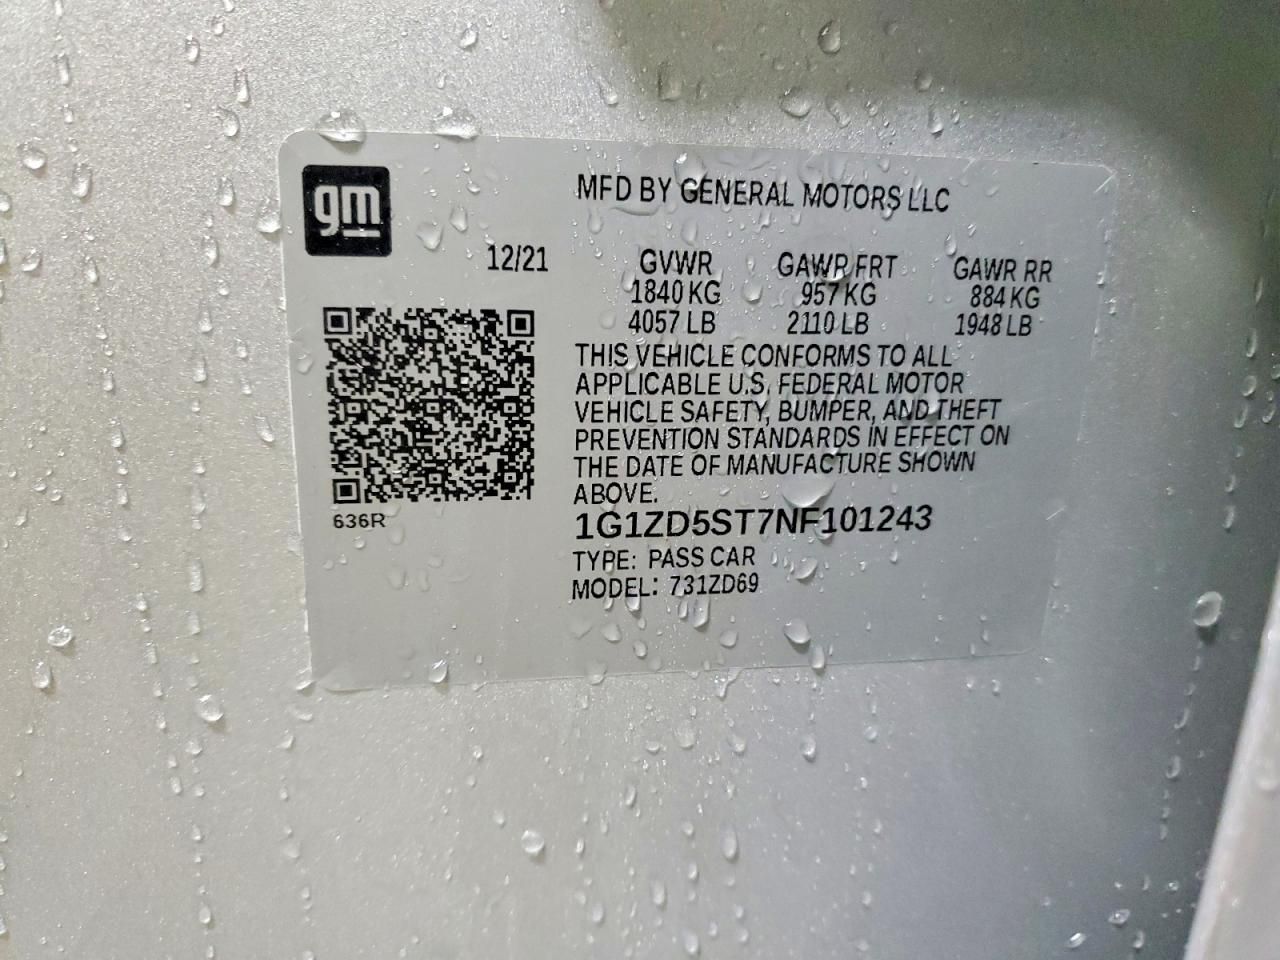 gm
MFD BY GENERAL MOTORS LLC
12/21
GVWR GAWR FRT GAWR RR
1840 KG 957 KG 884 KG
4057 LB 2110 LB 1948 LB
THIS VEHICLE CONFORMS TO ALL
APPLICABLE U.S. FEDERAL MOTOR
VEHICLE SAFETY, BUMPER, AND THEFT
PREVENTION STANDARDS IN EFFECT ON
THE DATE OF MANUFACTURE SHOWN
ABOVE.
636R
1G1ZD5ST7NF101243
TYPE: PASS CAR
MODEL: 731ZD69